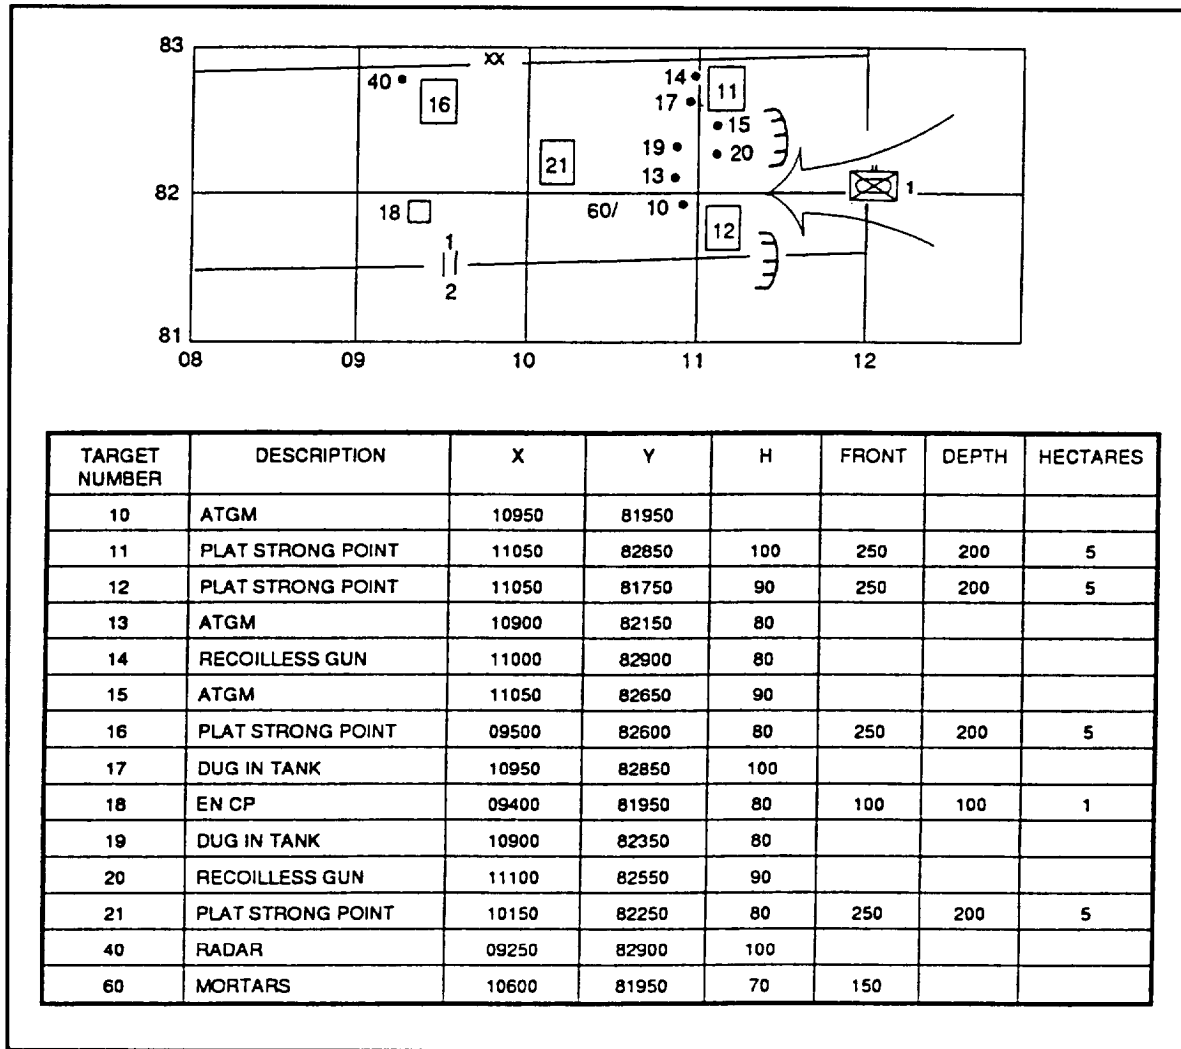 83
XX
40
16
14
11
17
15
19
20
21
13
82
1
18
60/
10
12
1
2
81
08 09 10 11 12
TARGET NUMBER DESCRIPTION X Y H FRONT DEPTH HECTARES
10 ATGM 10950 81950
11 PLAT STRONG POINT 11050 82850 100 250 200 5
12 PLAT STRONG POINT 11050 81750 90 250 200 5
13 ATGM 10900 82150 80
14 RECOILLESS GUN 11000 82900 80
15 ATGM 11050 82650 90
16 PLAT STRONG POINT 09500 82600 80 250 200 5
17 DUG IN TANK 10950 82850 100
18 EN CP 09400 81950 80 100 100 1
19 DUG IN TANK 10900 82350 80
20 RECOILLESS GUN 11100 82550 90
21 PLAT STRONG POINT 10150 82250 80 250 200 5
40 RADAR 09250 82900 100
60 MORTARS 10600 81950 70 150